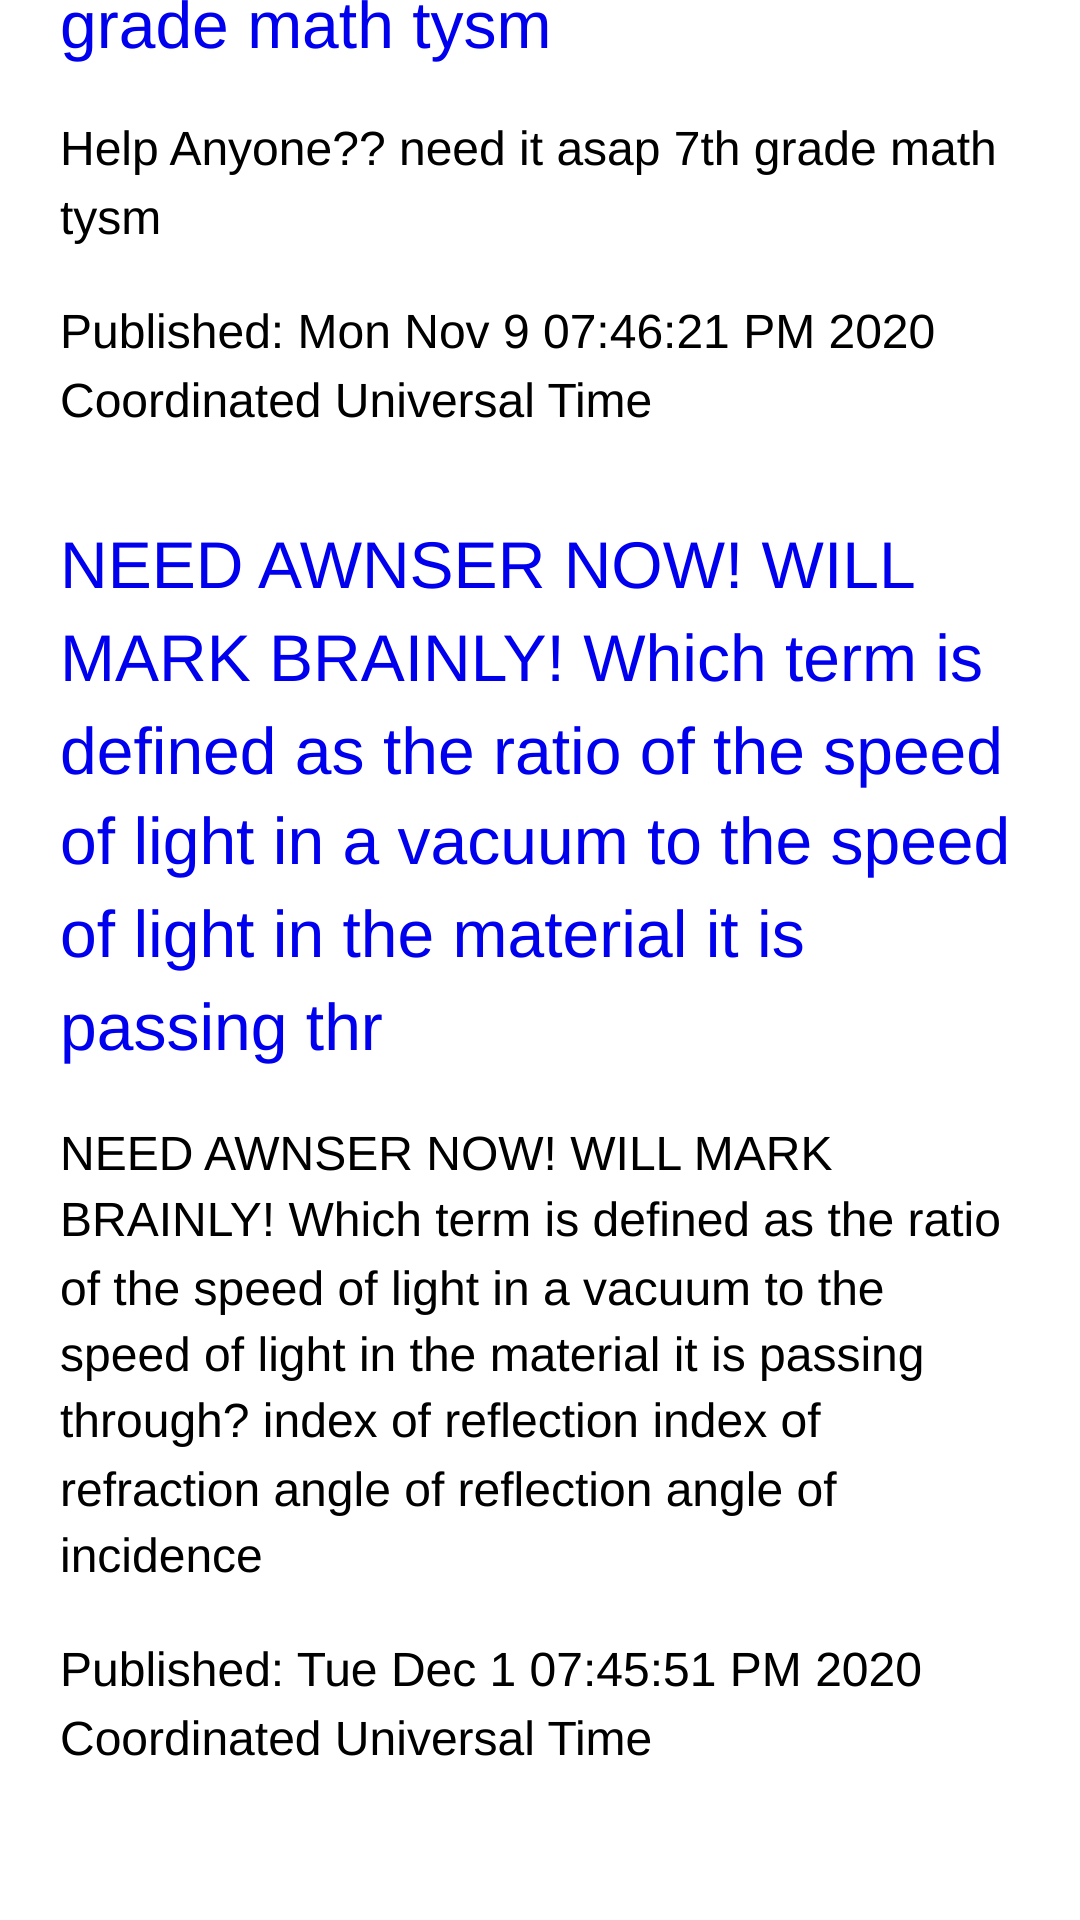 grade math tysm
Help Anyone?? need it asap 7th grade math
tysm
Published: Mon Nov 9 07:46:21 PM 2020
Coordinated Universal Time
NEED AWNSER NOW! WILL
MARK BRAINLY! Which term is
defined as the ratio of the speed
of light in a vacuum to the speed
of light in the material it is
passing thr
NEED AWNSER NOW! WILL MARK
BRAINLY! Which term is defined as the ratio
of the speed of light in a vacuum to the
speed of light in the material it is passing
through? index of reflection index of
refraction angle of reflection angle of
incidence
Published: Tue Dec 1 07:45:51 PM 2020
Coordinated Universal Time